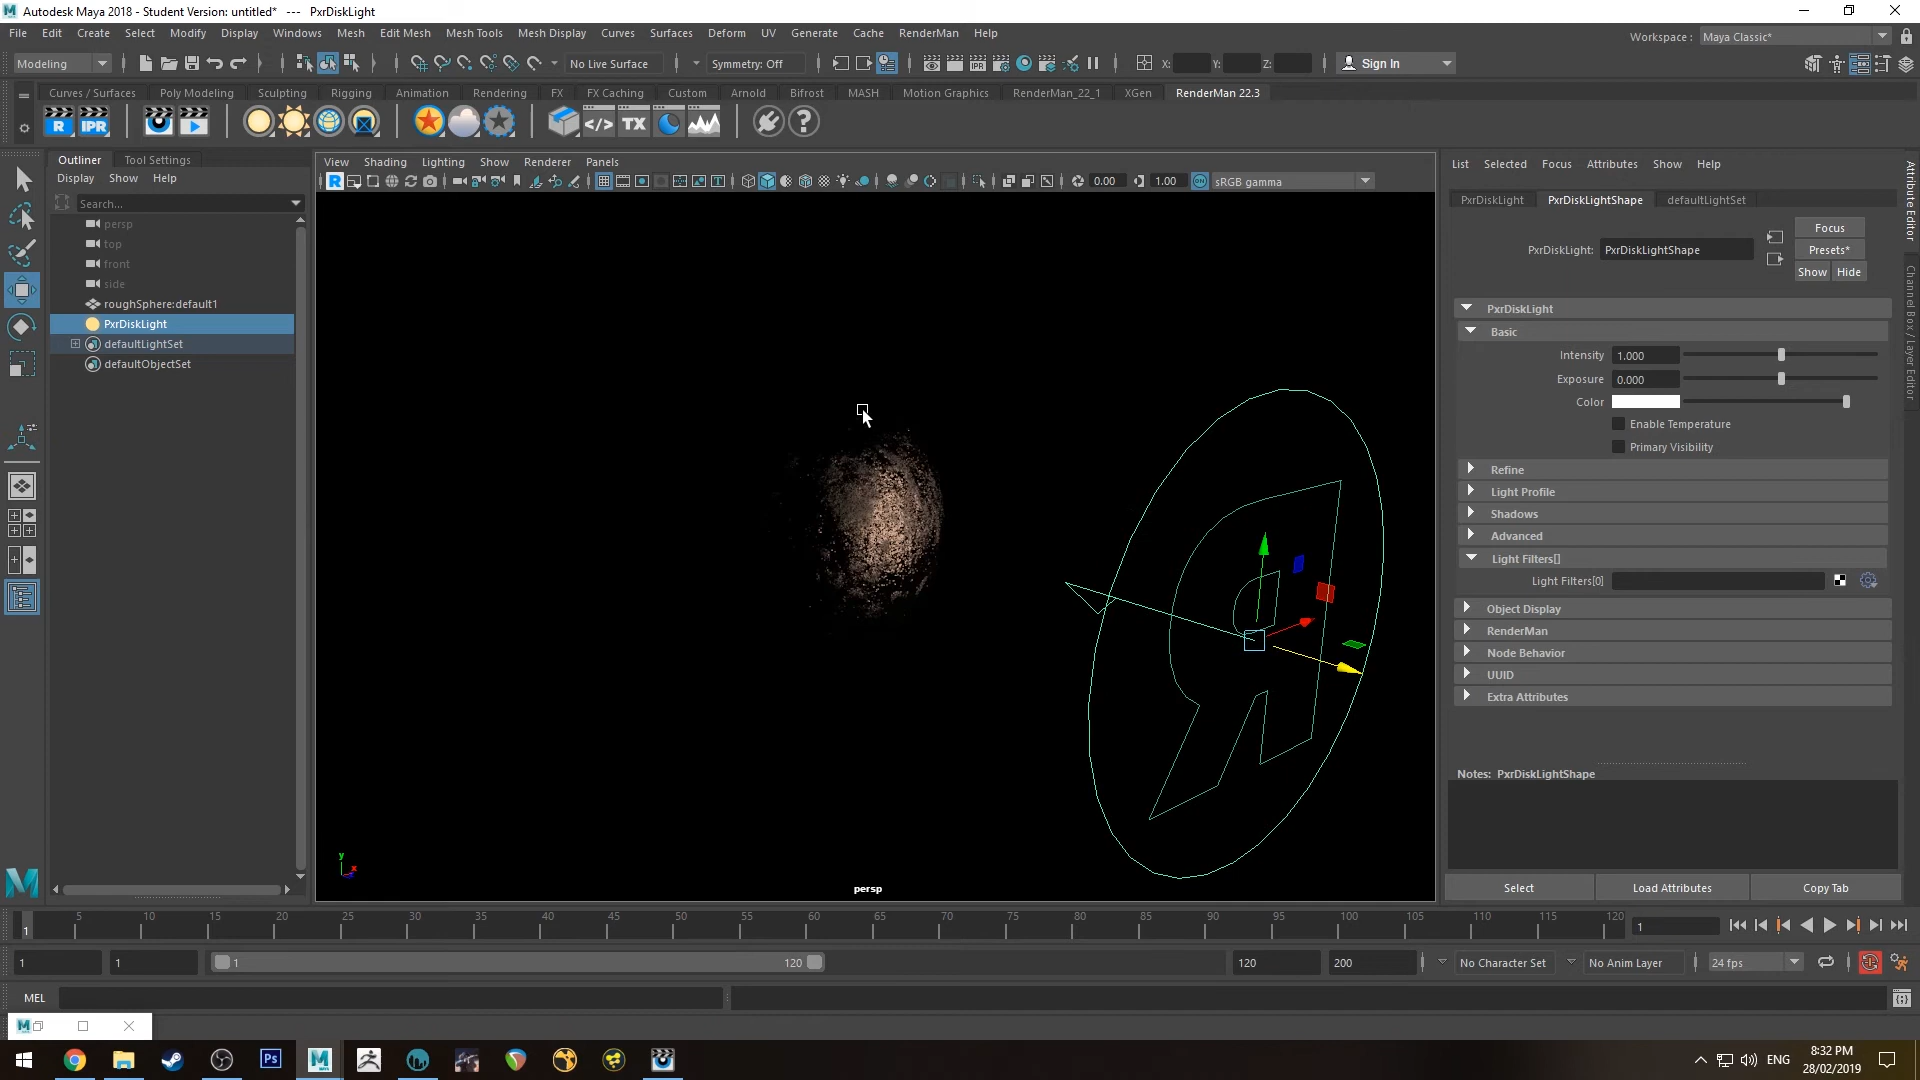 Autodesk Maya 2018 - Student Version: untitled* --- PxrDiskLight
File Edit Create Select Modify Display Windows Mesh Edit Mesh Mesh Tools Mesh Display Curves Surfaces Deform UV Generate Cache RenderMan Help
Workspace : Maya Classic*
Modeling No Live Surface Symmetry: Off X: Y: Z: Sign In
Curves / Surfaces Poly Modeling Sculpting Rigging Animation Rendering FX FX Caching Custom Arnold Bifrost MASH Motion Graphics RenderMan_22_1 XGen RenderMan 22.3
R IPR </> TX ?
Outliner Tool Settings
Display Show Help
Search...
persp
top
front
side
roughSphere:default1
PxrDiskLight
defaultLightSet
defaultObjectSet
View Shading Lighting Show Renderer Panels
R 0.00 1.00 ON sRGB gamma
y
x
persp
List Selected Focus Attributes Show Help
PxrDiskLight PxrDiskLightShape defaultLightSet
Focus
PxrDiskLight: PxrDiskLightShape
Presets*
Show Hide
PxrDiskLight
Basic
Intensity 1.000
Exposure 0.000
Color
Enable Temperature
Primary Visibility
Refine
Light Profile
Shadows
Advanced
Light Filters[]
Light Filters[0]
Object Display
RenderMan
Node Behavior
UUID
Extra Attributes
Notes: PxrDiskLightShape
Select Load Attributes Copy Tab
Attribute Editor
Channel Box / Layer Editor
5 10 15 20 25 30 35 40 45 50 55 60 65 70 75 80 85 90 95 100 105 110 115 120
1 1
1 1 1 120 120 200 No Character Set No Anim Layer 24 fps
MEL
M
Ps ENG 8:32 PM
28/02/2019